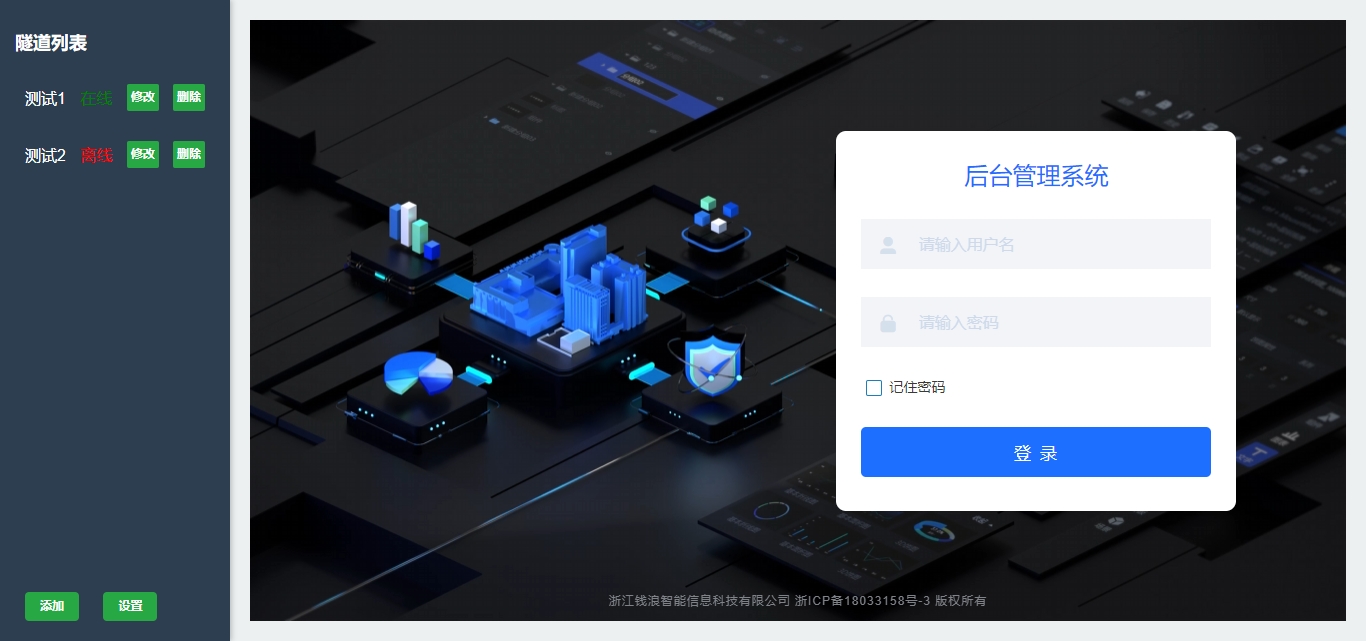 隧道列表
测试1 在线 修改 删除
测试2 离线 修改 删除
添加 设置
后台管理系统
请输入用户名
请输入密码
记住密码
登 录
浙江钱浪智能信息科技有限公司 浙ICP备18033158号-3 版权所有